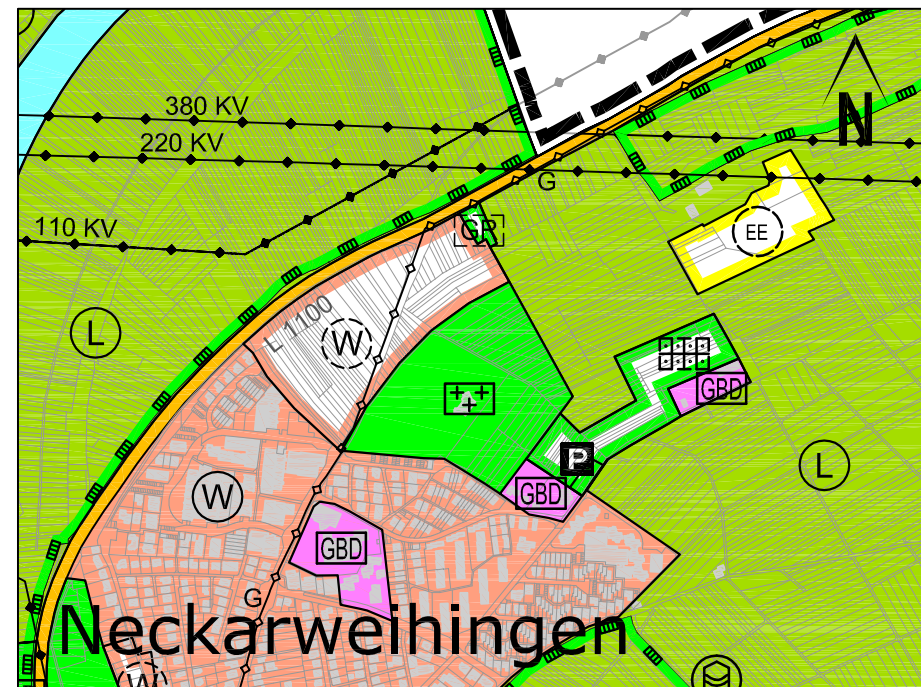 380 KV
220 KV
N
G
110 KV
GR
EE
L 1100
L
W
GBD
P
L
W
GBD
GBD
G
Neckarweihingen
W